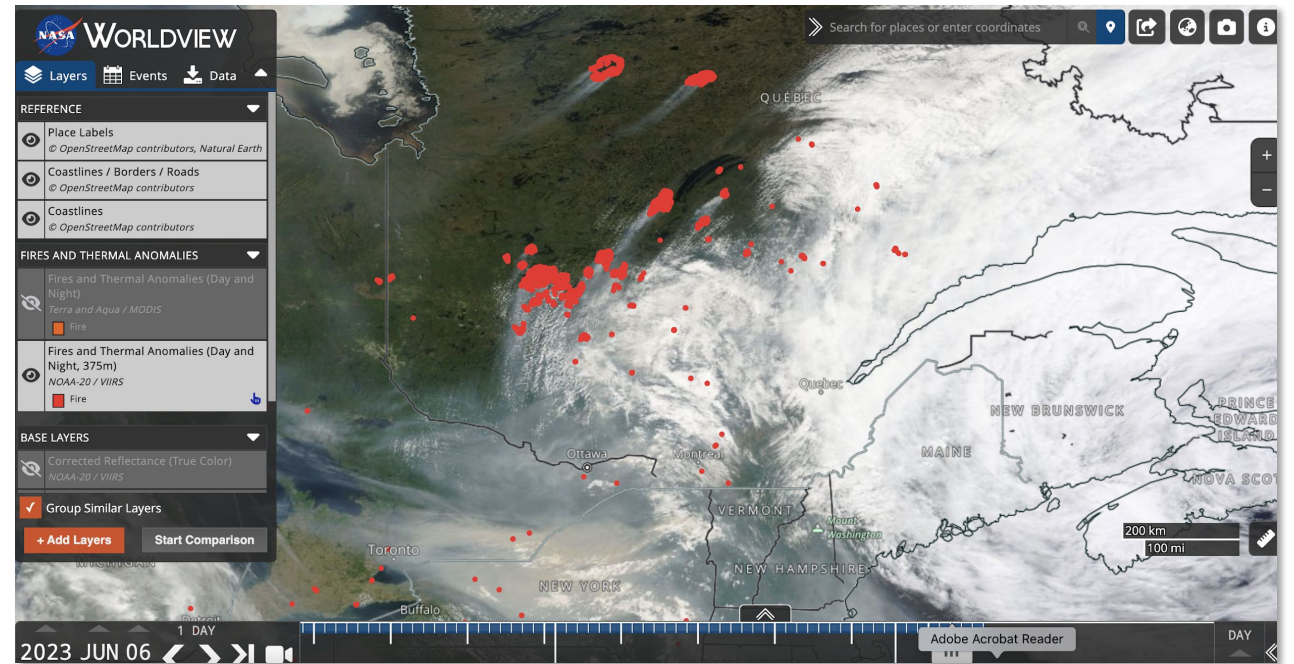 NASA WORLDVIEW
Search for places or enter coordinates
Layers Events Data
REFERENCE
Place Labels
© OpenStreetMap contributors, Natural Earth
Coastlines / Borders / Roads
© OpenStreetMap contributors
Coastlines
© OpenStreetMap contributors
FIRES AND THERMAL ANOMALIES
Fires and Thermal Anomalies (Day and
Night)
Terra and Aqua / MODIS
Fire
Fires and Thermal Anomalies (Day and
Night, 375m)
NOAA-20 / VIIRS
Fire
BASE LAYERS
Corrected Reflectance (True Color)
NOAA-20 / VIIRS
Group Similar Layers
+ Add Layers Start Comparison
QUÉBEC
Quebec
NEW BRUNSWICK
PRINCE
EDWARD
ISLAND
MAINE
NOVA SCO
Ottawa
Montreal
VERMONT
Mount
Washington
NEW HAMPSHIRE
Toronto
NEW YORK
Buffalo
MICHIGAN
Detroit
200 km
100 mi
1 DAY
2023 JUN 06
Adobe Acrobat Reader
DAY